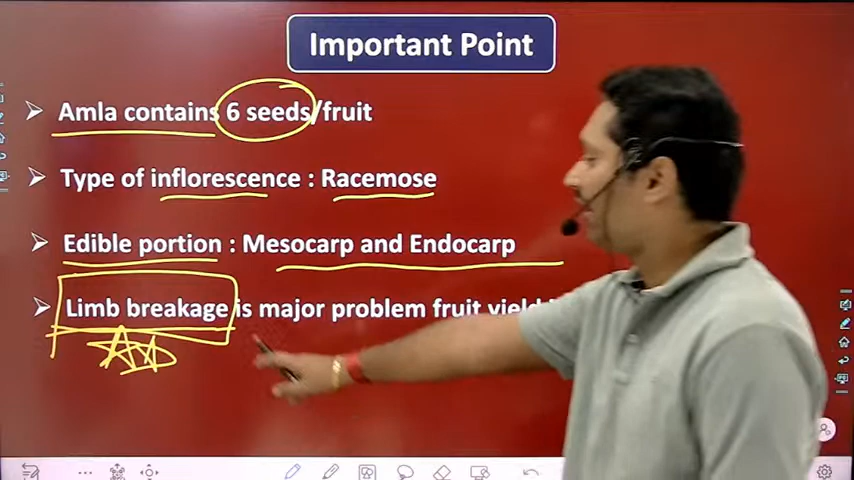 Important Point
➢ Amla contains 6 seeds/fruit
➢ Type of inflorescence : Racemose
➢ Edible portion : Mesocarp and Endocarp
➢ Limb breakage is major problem fruit yield